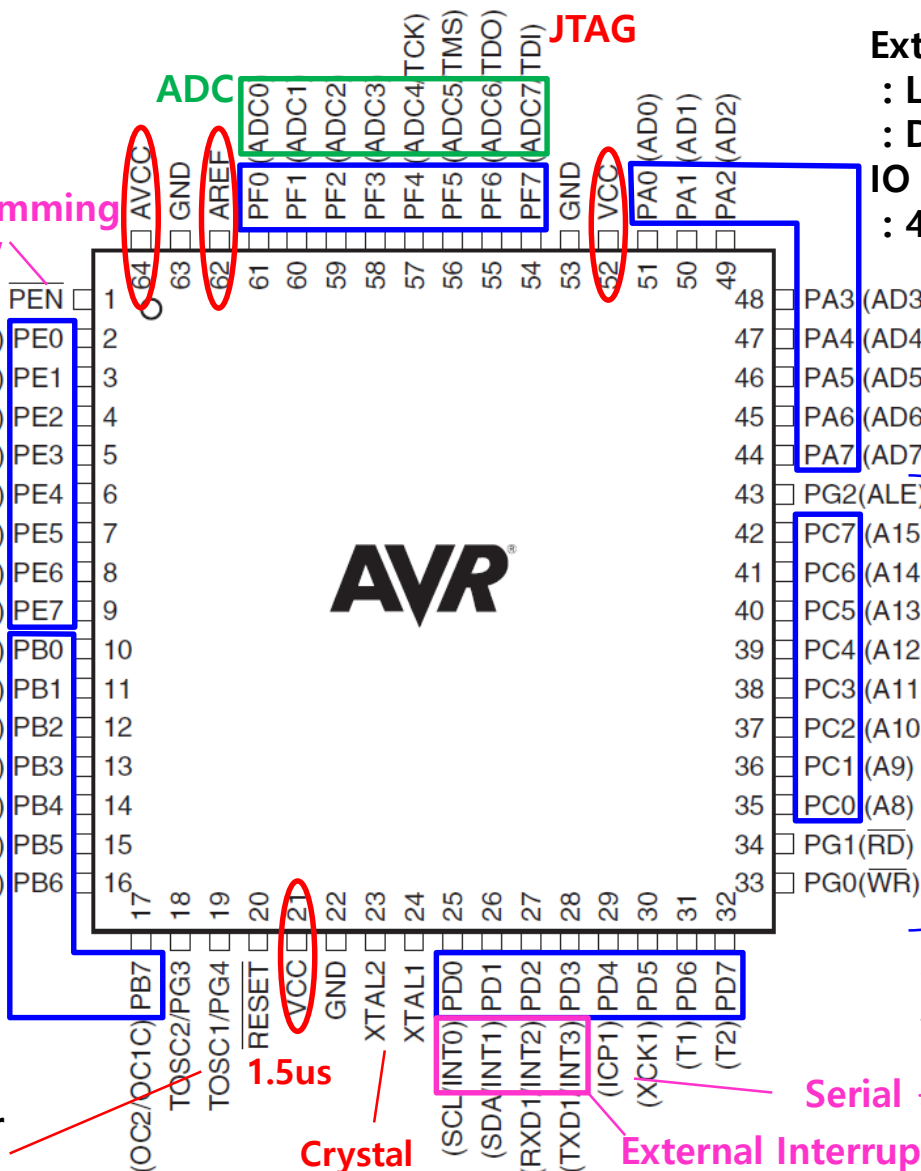 JTAG
ADC
Ext
: L
: D
IO
: 4
AVCC
GND
AREF
PF0 (ADC0)
PF1 (ADC1)
PF2 (ADC2)
PF3 (ADC3)
PF4 (ADC4/TCK)
PF5 (ADC5/TMS)
PF6 (ADC6/TDO)
PF7 (ADC7/TDI)
GND
VCC
PA0 (AD0)
PA1 (AD1)
PA2 (AD2)
64
63
62
61
60
59
58
57
56
55
54
53
52
51
50
49
mming
PEN 1
PE0 2
PE1 3
PE2 4
PE3 5
PE4 6
PE5 7
PE6 8
PE7 9
PB0 10
PB1 11
PB2 12
PB3 13
PB4 14
PB5 15
PB6 16
AVR®
48 PA3 (AD3
47 PA4 (AD4
46 PA5 (AD5
45 PA6 (AD6
44 PA7 (AD7
43 PG2(ALE)
42 PC7 (A15
41 PC6 (A14
40 PC5 (A13
39 PC4 (A12
38 PC3 (A11
37 PC2 (A10
36 PC1 (A9)
35 PC0 (A8)
34 PG1(RD)
33 PG0(WR)
17
18
19
20
21
22
23
24
25
26
27
28
29
30
31
32
(OC2/OC1C) PB7
TOSC2/PG3
TOSC1/PG4
RESET
VCC
GND
XTAL2
XTAL1
(SCL/INT0) PD0
(SDA/INT1) PD1
(RXD1/INT2) PD2
(TXD1/INT3) PD3
(ICP1) PD4
(XCK1) PD5
(T1) PD6
(T2) PD7
1.5us
Serial
Crystal
External Interrup